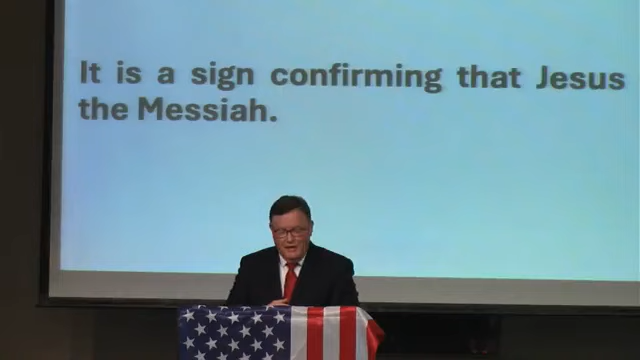 It is a sign confirming that Jesus
the Messiah.